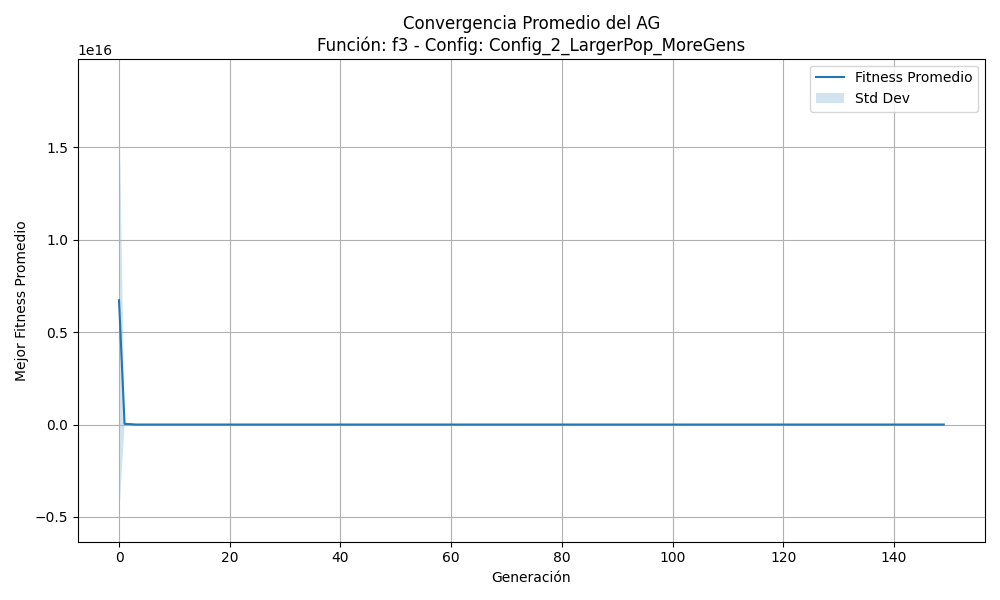 Convergencia Promedio del AG
Función: f3 - Config: Config_2_LargerPop_MoreGens
1e16
Fitness Promedio
Std Dev
1.5
1.0
0.5
0.0
−0.5
Mejor Fitness Promedio
0 20 40 60 80 100 120 140
Generación